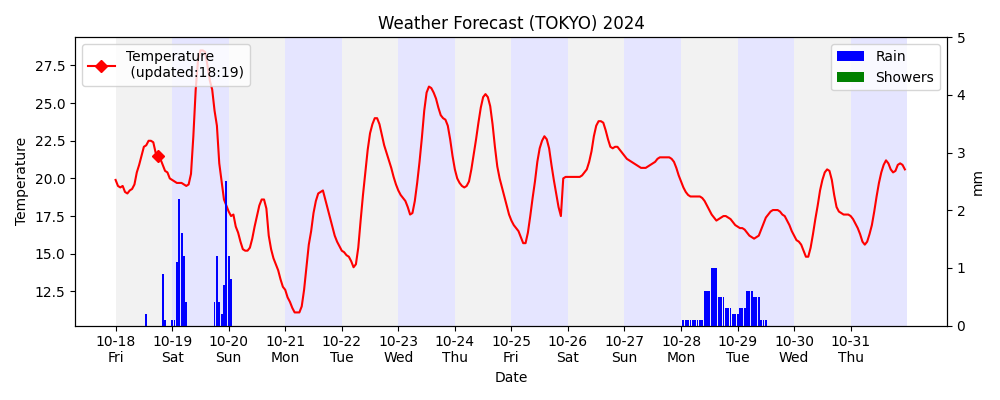 Weather Forecast (TOKYO) 2024
Temperature
(updated:18:19)
Rain
Showers
Temperature
27.5
25.0
22.5
20.0
17.5
15.0
12.5
5
4
3
2
1
0
mm
10-18 10-19 10-20 10-21 10-22 10-23 10-24 10-25 10-26 10-27 10-28 10-29 10-30 10-31
Fri Sat Sun Mon Tue Wed Thu Fri Sat Sun Mon Tue Wed Thu
Date